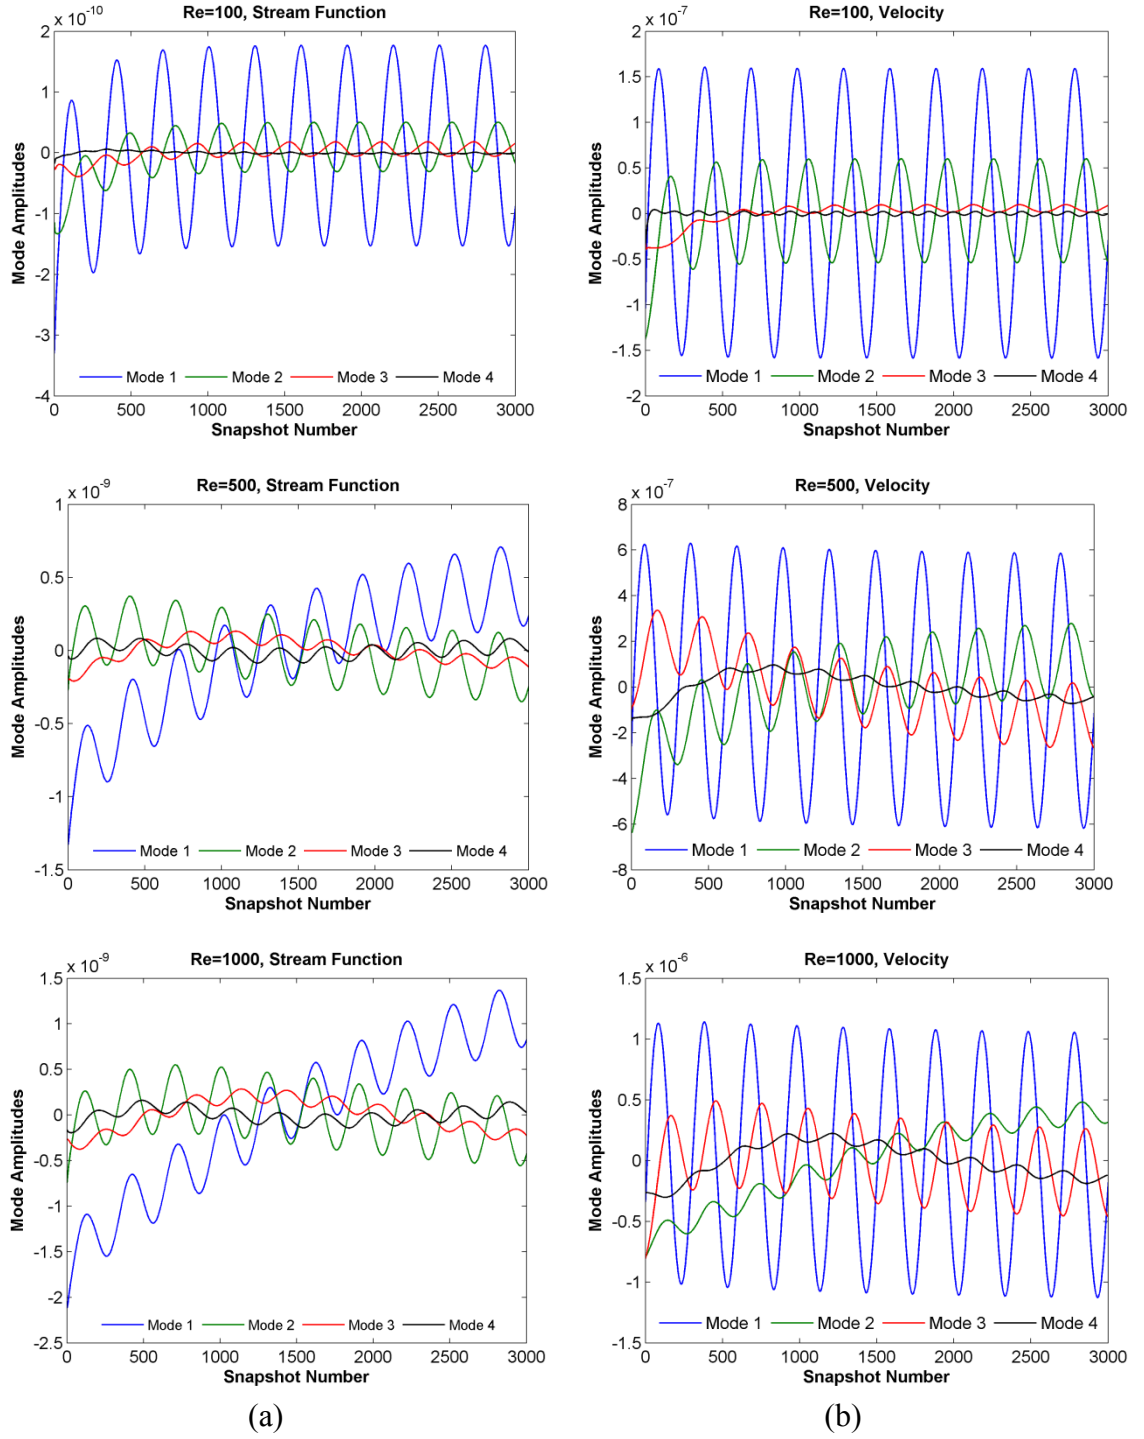 Re=100, Stream Function
x 10^-10
2
1
0
-1
-2
-3
-4
Mode Amplitudes
Mode 1 Mode 2 Mode 3 Mode 4
0 500 1000 1500 2000 2500 3000
Snapshot Number
Re=100, Velocity
x 10^-7
2
1.5
1
0.5
0
-0.5
-1
-1.5
-2
Mode Amplitudes
Mode 1 Mode 2 Mode 3 Mode 4
0 500 1000 1500 2000 2500 3000
Snapshot Number
Re=500, Stream Function
x 10^-9
1
0.5
0
-0.5
-1
-1.5
Mode Amplitudes
Mode 1 Mode 2 Mode 3 Mode 4
0 500 1000 1500 2000 2500 3000
Snapshot Number
Re=500, Velocity
x 10^-7
8
6
4
2
0
-2
-4
-6
-8
Mode Amplitudes
Mode 1 Mode 2 Mode 3 Mode 4
0 500 1000 1500 2000 2500 3000
Snapshot Number
Re=1000, Stream Function
x 10^-9
1.5
1
0.5
0
-0.5
-1
-1.5
-2
-2.5
Mode Amplitudes
Mode 1 Mode 2 Mode 3 Mode 4
0 500 1000 1500 2000 2500 3000
Snapshot Number
Re=1000, Velocity
x 10^-6
1.5
1
0.5
0
-0.5
-1
-1.5
Mode Amplitudes
Mode 1 Mode 2 Mode 3 Mode 4
0 500 1000 1500 2000 2500 3000
Snapshot Number
(a)
(b)